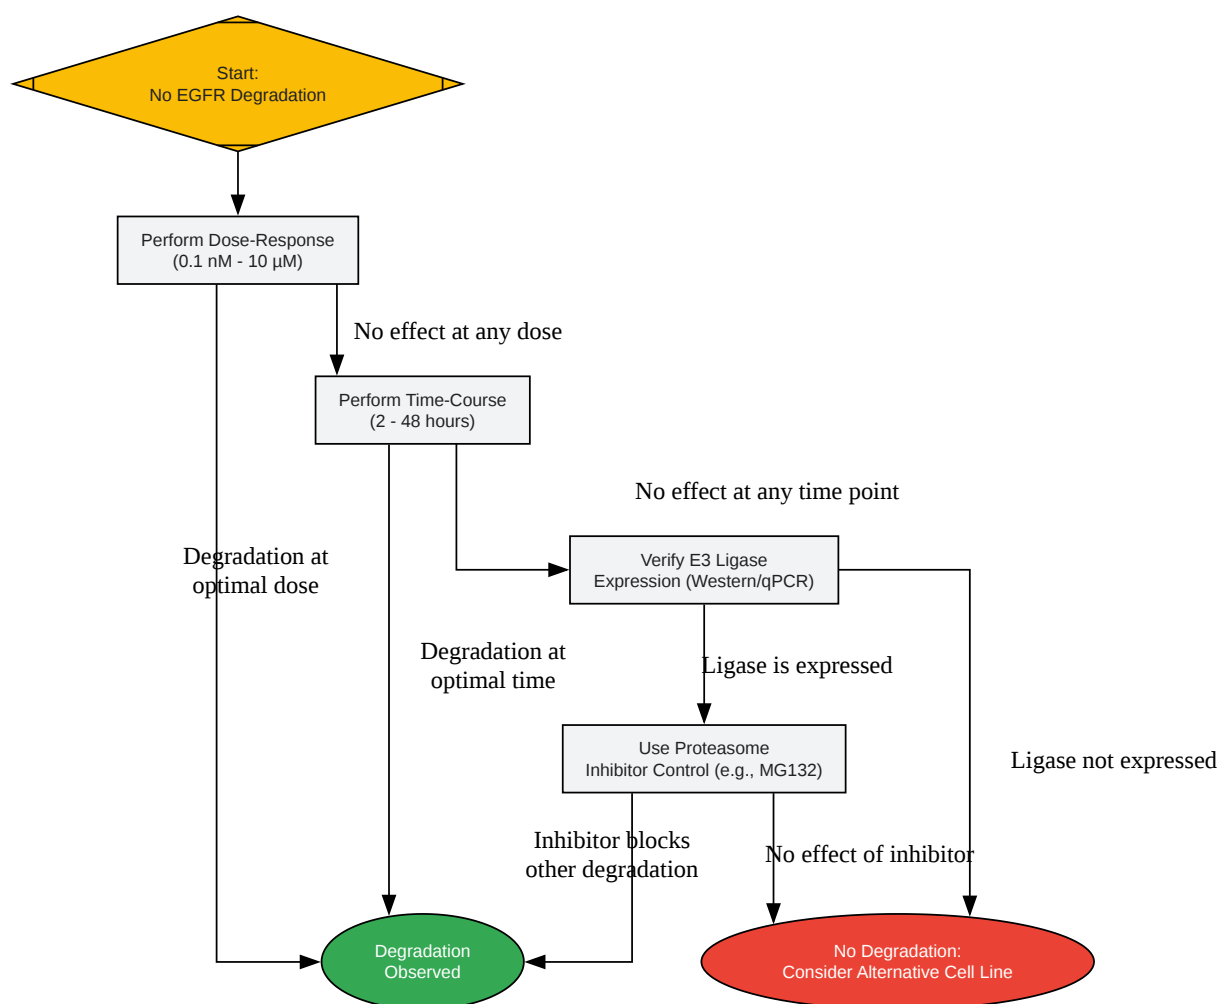 Start:
No EGFR Degradation
Perform Dose-Response
(0.1 nM - 10 µM)
No effect at any dose
Perform Time-Course
(2 - 48 hours)
No effect at any time point
Degradation at
optimal dose
Verify E3 Ligase
Expression (Western/qPCR)
Degradation at
optimal time
Ligase is expressed
Use Proteasome
Inhibitor Control (e.g., MG132)
Ligase not expressed
Inhibitor blocks
other degradation
No effect of inhibitor
Degradation
Observed
No Degradation:
Consider Alternative Cell Line